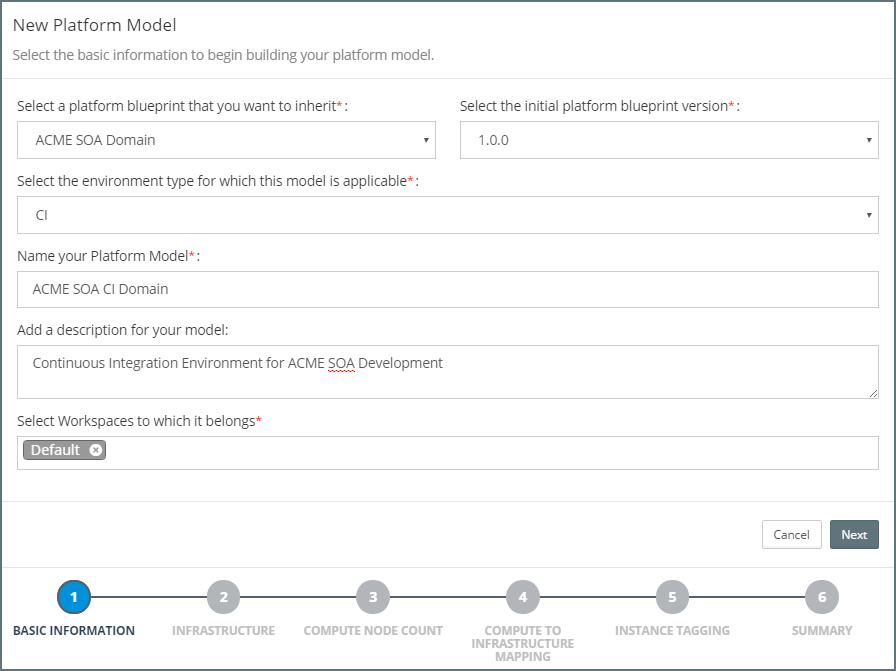 New Platform Model
Select the basic information to begin building your platform model.
Select a platform blueprint that you want to inherit*:
Select the initial platform blueprint version*:
ACME SOA Domain
1.0.0
Select the environment type for which this model is applicable*:
CI
Name your Platform Model*:
ACME SOA CI Domain
Add a description for your model:
Continuous Integration Environment for ACME SOA Development
Select Workspaces to which it belongs*
Default
Cancel
Next
1
2
3
4
5
6
BASIC INFORMATION
INFRASTRUCTURE
COMPUTE NODE COUNT
COMPUTE TO
INFRASTRUCTURE
MAPPING
INSTANCE TAGGING
SUMMARY